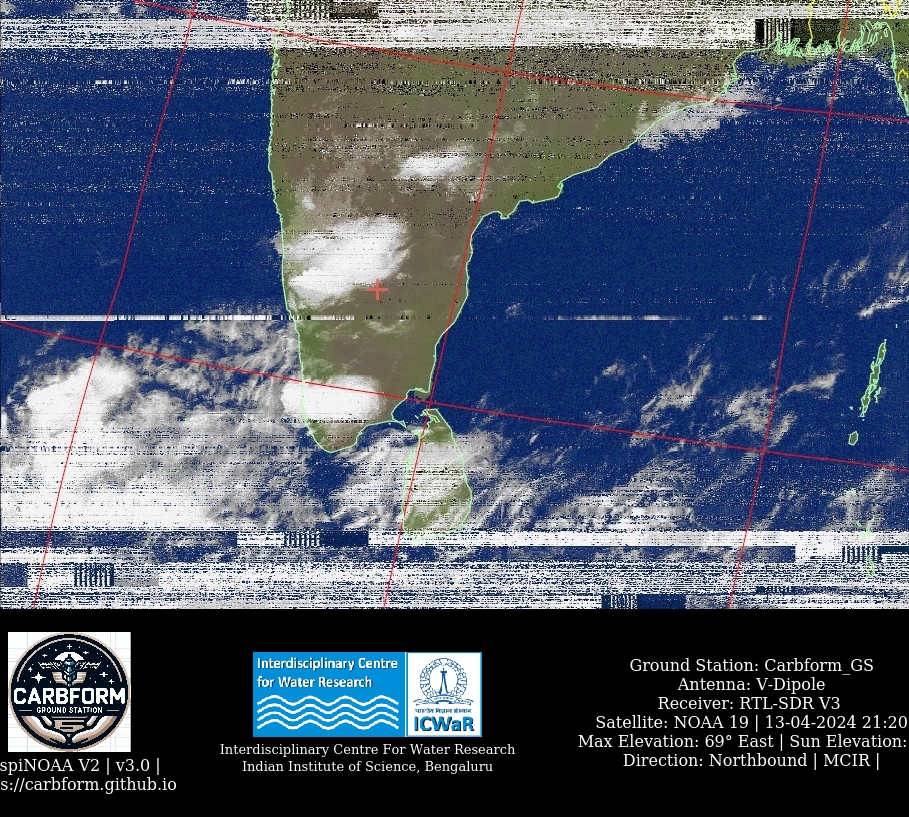 CARBFORM
GROUND STATTION
spiNOAA V2 | v3.0 |
s://carbform.github.io
Interdisciplinary Centre
for Water Research
ICWaR
Interdisciplinary Centre For Water Research
Indian Institute of Science, Bengaluru
Ground Station: Carbform_GS
Antenna: V-Dipole
Receiver: RTL-SDR V3
Satellite: NOAA 19 | 13-04-2024 21:20
Max Elevation: 69° East | Sun Elevation:
Direction: Northbound | MCIR |